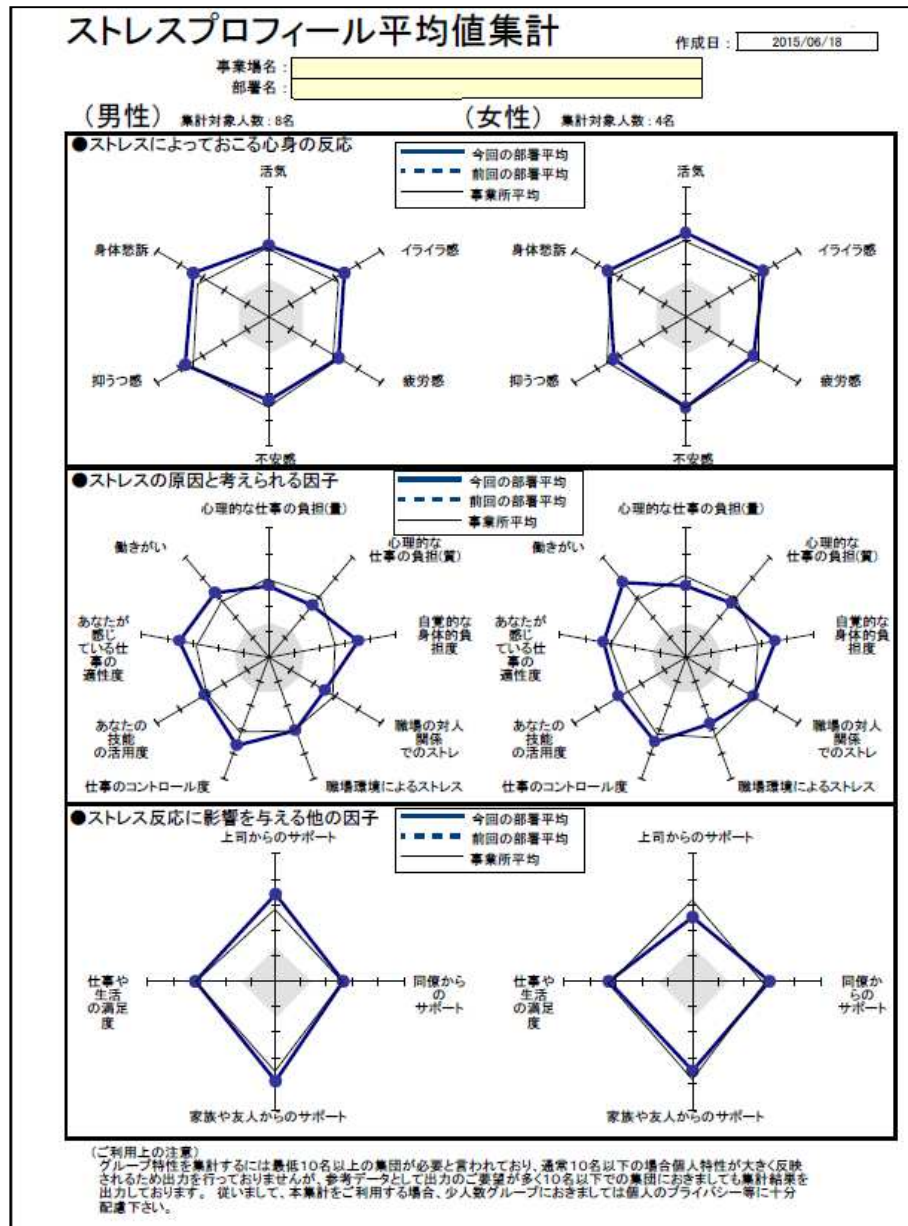 ストレスプロフィール平均値集計
作成日： 2015/06/18
事業場名：
部署名：
（男性） 集計対象人数：8名
（女性） 集計対象人数：4名
●ストレスによっておこる心身の反応
今回の部署平均
前回の部署平均
事業所平均
活気
イライラ感
疲労感
不安感
抑うつ感
身体愁訴
活気
イライラ感
疲労感
不安感
抑うつ感
身体愁訴
●ストレスの原因と考えられる因子
今回の部署平均
前回の部署平均
事業所平均
心理的な仕事の負担(量)
心理的な
仕事の負担(質)
自覚的な
身体的負
担度
職場の対人
関係
でのストレ
職場環境によるストレス
仕事のコントロール度
あなたの
技能
の活用度
あなたが
感じ
ている仕
事の
適性度
働きがい
心理的な仕事の負担(量)
心理的な
仕事の負担(質)
自覚的な
身体的負
担度
職場の対人
関係
でのストレ
職場環境によるストレス
仕事のコントロール度
あなたの
技能
の活用度
あなたが
感じ
ている仕
事の
適性度
働きがい
●ストレス反応に影響を与える他の因子
今回の部署平均
前回の部署平均
事業所平均
上司からのサポート
同僚から
の
サポート
家族や友人からのサポート
仕事や
生活
の満足
度
上司からのサポート
同僚か
らの
サポート
家族や友人からのサポート
仕事や
生活
の満足
度
（ご利用上の注意）
グループ特性を集計するには最低１０名以上の集団が必要と言われており、通常１０名以下の場合個人特性が大きく反映
されるため出力を行っておりませんが、参考データとして出力のご要望が多く１０名以下での集団におきましても集計結果を
出力しております。 従いまして、本集計をご利用する場合、少人数グループにおきましては個人のプライバシー等に十分
配慮下さい。